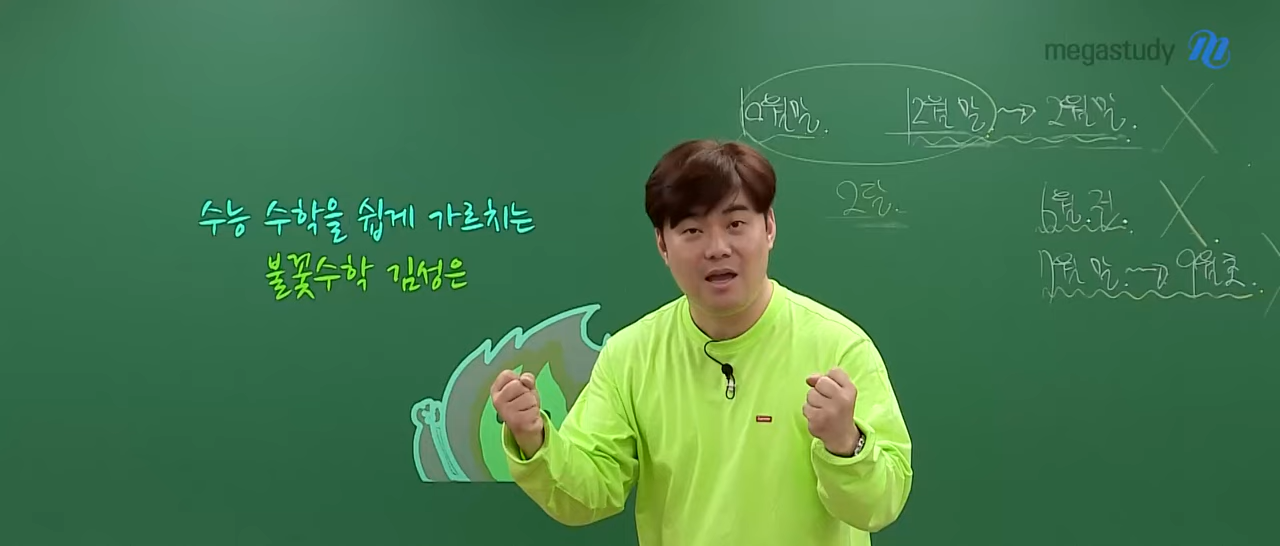 megastudy
12월말. 12월 말 → 2월말.
2달.
6월 전.
7월 말. → 9월초.
수능 수학을 쉽게 가르치는
불꽃수학 김성은
Supreme